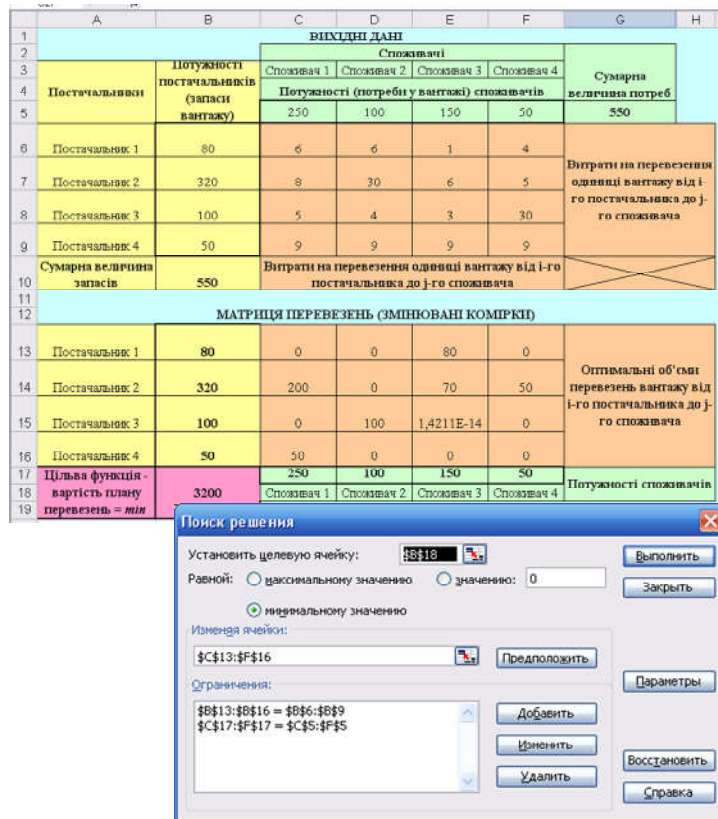 A B C D E F G H
1 ВИХІДНІ ДАНІ
2 Споживачі
3 Потужності Споживач 1 Споживач 2 Споживач 3 Споживач 4 Сумарна
4 Постачальники постачальників (запаси Потужності (потреби у вантажі) споживачів величина потреб
5 вантажу) 250 100 150 50 550
6 Постачальник 1 80 6 6 1 4
7 Постачальник 2 320 8 30 6 5
8 Постачальник 3 100 5 4 3 30
9 Постачальник 4 50 9 9 9 9
Витрати на перевезення
одиниці вантажу від і-
го постачальника до j-
го споживача
Сумарна величина Витрати на перевезення одиниці вантажу від і-го
10 запасів 550 постачальника до j-го споживача
11
12 МАТРИЦЯ ПЕРЕВЕЗЕНЬ (ЗМІНЮВАНІ КОМІРКИ)
13 Постачальник 1 80 0 0 80 0
14 Постачальник 2 320 200 0 70 50
15 Постачальник 3 100 0 100 1,4211E-14 0
16 Постачальник 4 50 50 0 0 0
Оптимальні об'єми
перевезень вантажу від
і-го постачальника до j-
го споживача
17 Цільва функція - 250 100 150 50
18 вартість плану 3200 Споживач 1 Споживач 2 Споживач 3 Споживач 4 Потужності споживачів
19 перевезень = min
Поиск решения
Установить целевую ячейку: $B$18 Выполнить
Равной: максимальному значению значению: 0 Закрыть
минимальному значению
Изменяя ячейки:
$C$13:$F$16 Предположить
Ограничения: Параметры
$B$13:$B$16 = $B$6:$B$9 Добавить
$C$17:$F$17 = $C$5:$F$5
Изменить
Восстановить
Удалить
Справка